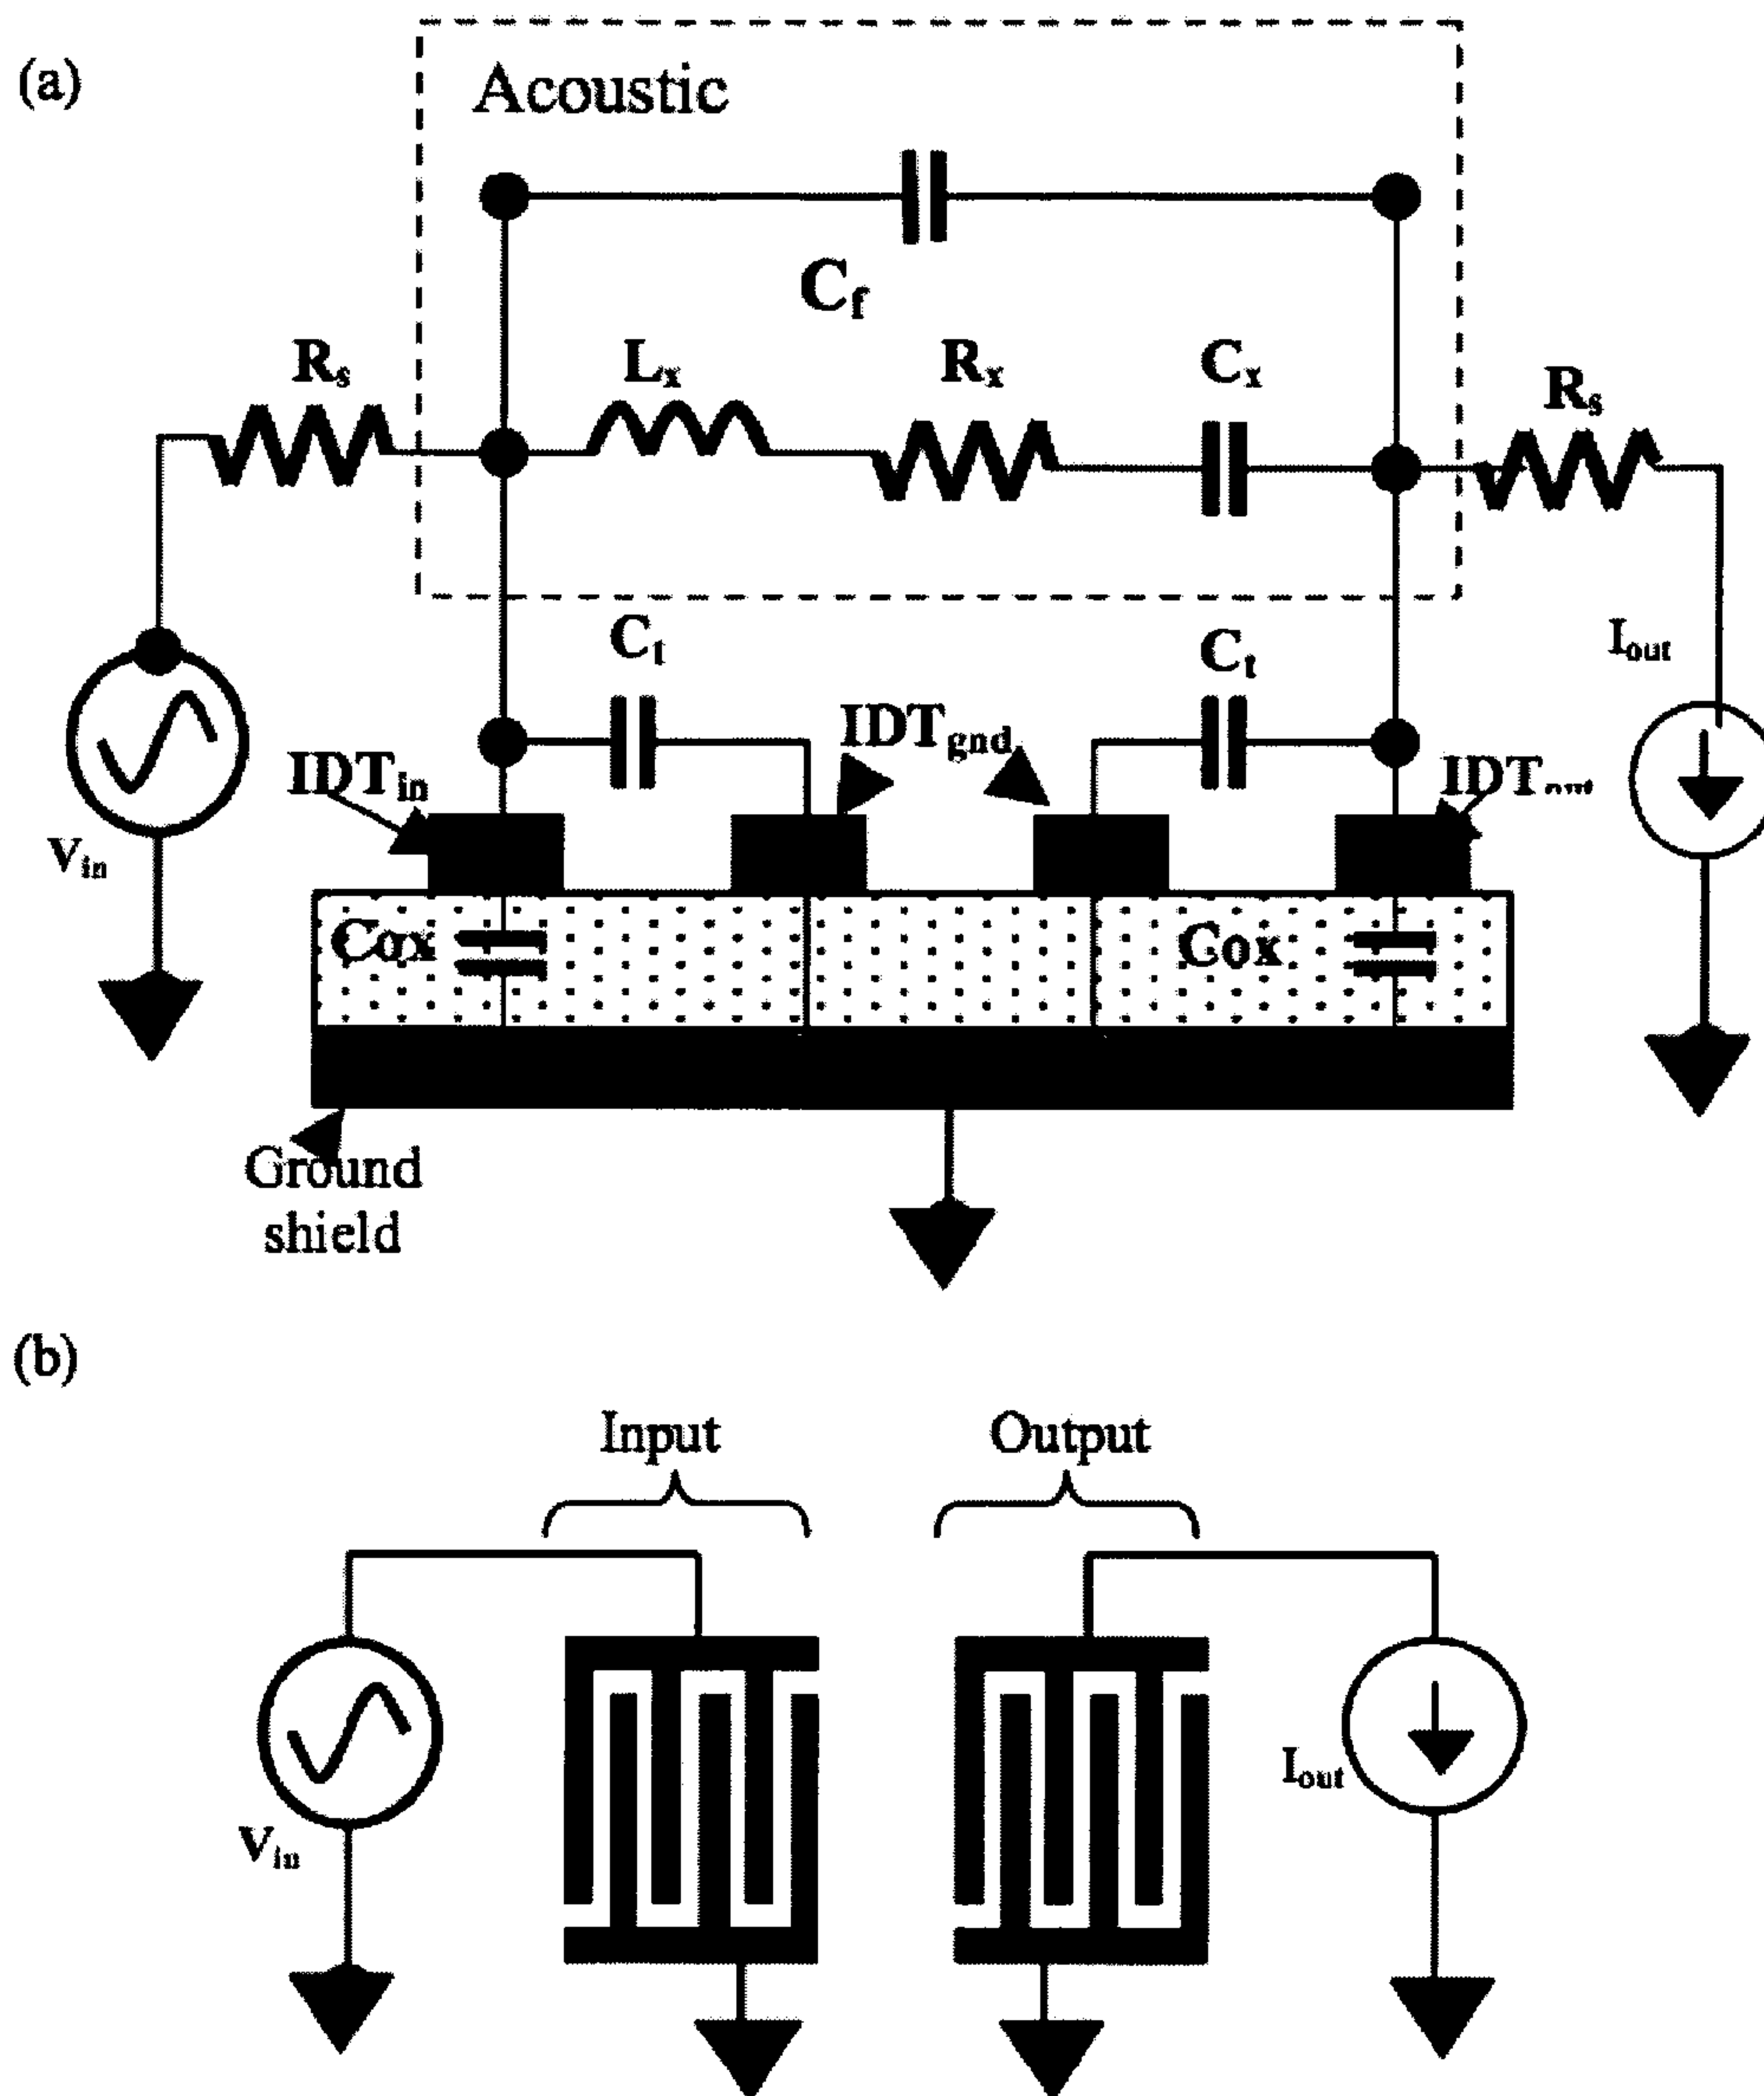 (a)
Acoustic
Cf
Rs
Lx
Rx
Cx
Rs
Ct
Ct
Iout
IDTgnd
IDTin
IDT
Vin
Cox
Cox
Ground
shield
(b)
Input
Output
Vin
Iout